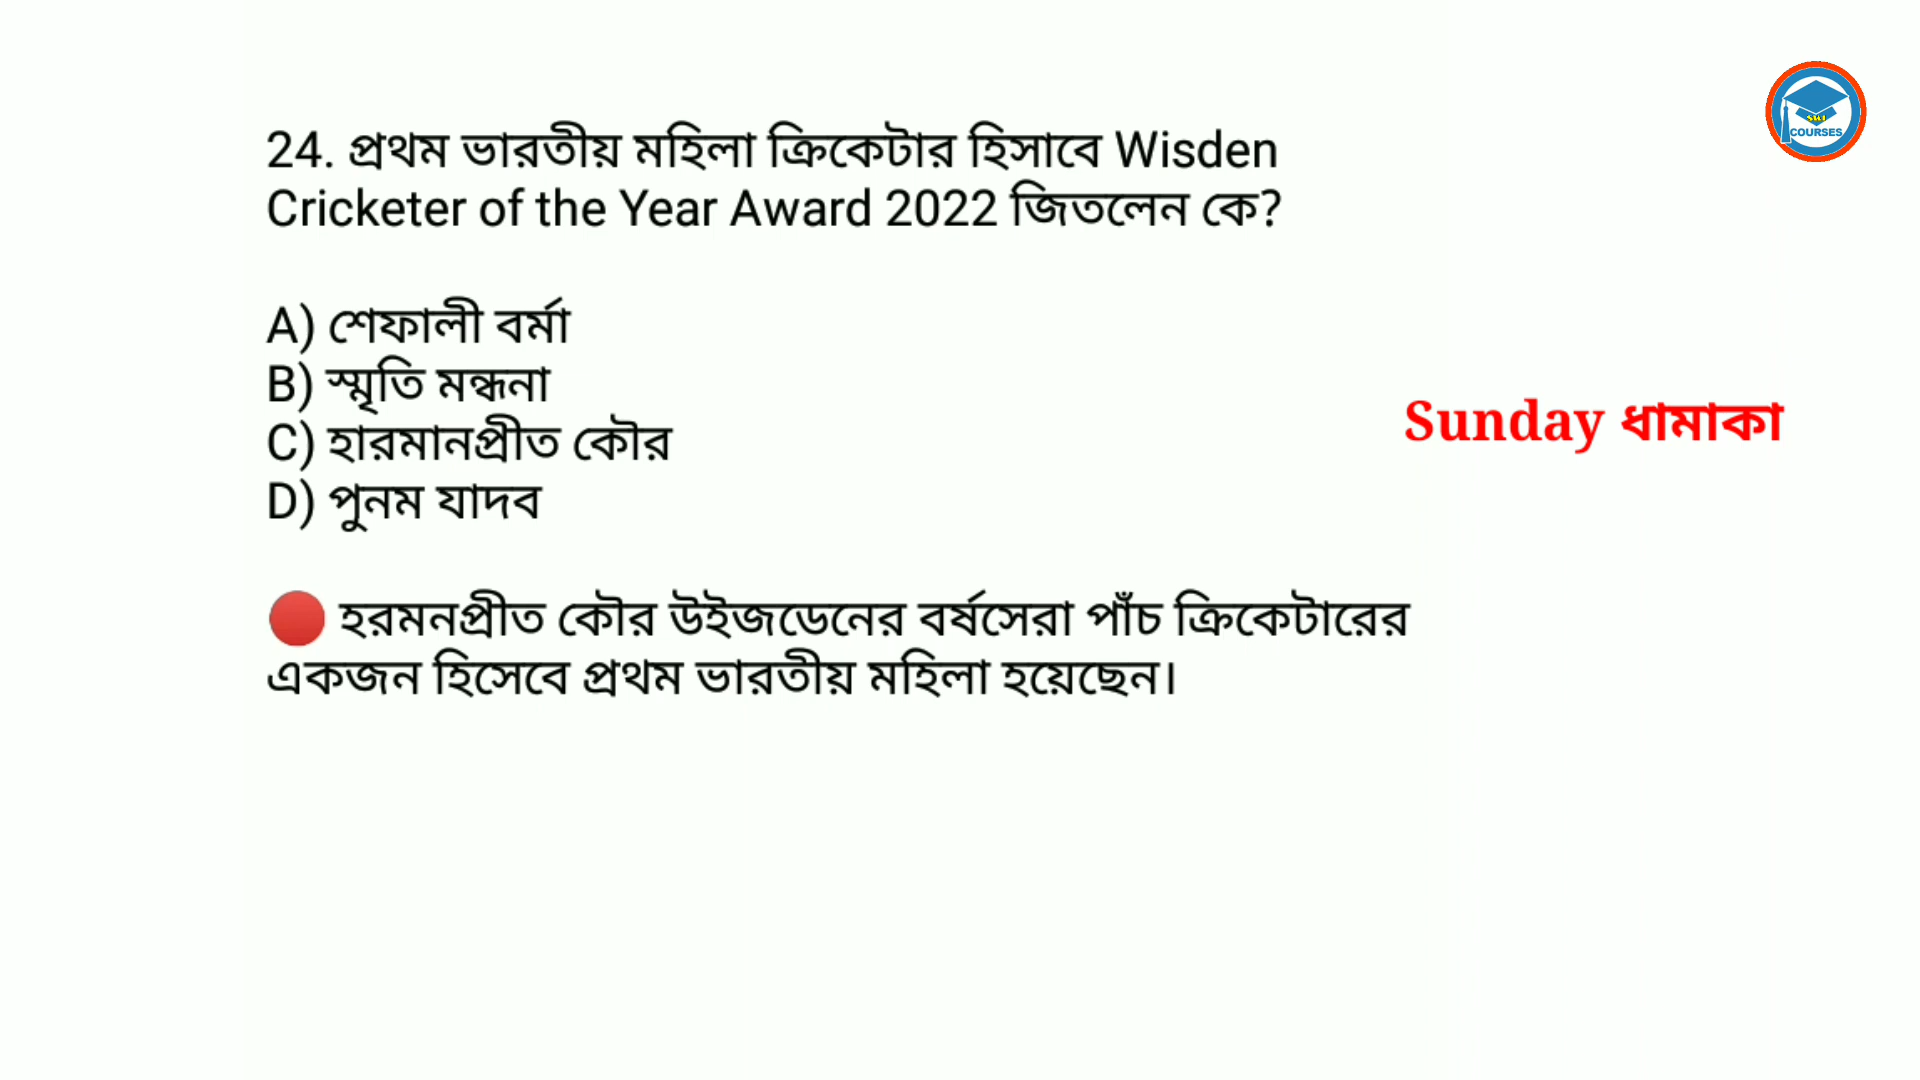 24. প্রথম ভারতীয় মহিলা ক্রিকেটার হিসাবে Wisden
Cricketer of the Year Award 2022 জিতলেন কে?
A) শেফালী বর্মা
B) স্মৃতি মন্ধনা
C) হারমানপ্রীত কৌর
D) পুনম যাদব
হরমনপ্রীত কৌর উইজডেনের বর্ষসেরা পাঁচ ক্রিকেটারের
একজন হিসেবে প্রথম ভারতীয় মহিলা হয়েছেন।
Sunday ধামাকা
COURSES